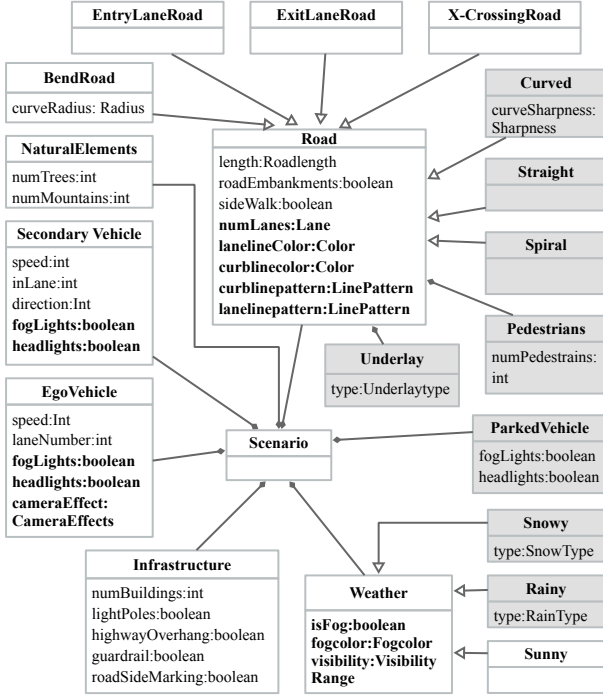 EntryLaneRoad
ExitLaneRoad
X-CrossingRoad
BendRoad
curveRadius: Radius
NaturalElements
numTrees:int
numMountains:int
Secondary Vehicle
speed:int
inLane:int
direction:Int
fogLights:boolean
headlights:boolean
EgoVehicle
speed:Int
laneNumber:int
fogLights:boolean
headlights:boolean
cameraEffect:
CameraEffects
Road
length:Roadlength
roadEmbankments:boolean
sideWalk:boolean
numLanes:Lane
lanelineColor:Color
curblinecolor:Color
curblinepattern:LinePattern
lanelinepattern:LinePattern
Curved
curveSharpness:
Sharpness
Straight
Spiral
Pedestrians
numPedestrains:
int
Underlay
type:Underlaytype
Scenario
ParkedVehicle
fogLights:boolean
headlights:boolean
Infrastructure
numBuildings:int
lightPoles:boolean
highwayOverhang:boolean
guardrail:boolean
roadSideMarking:boolean
Weather
isFog:boolean
fogcolor:Fogcolor
visibility:Visibility
Range
Snowy
type:SnowType
Rainy
type:RainType
Sunny